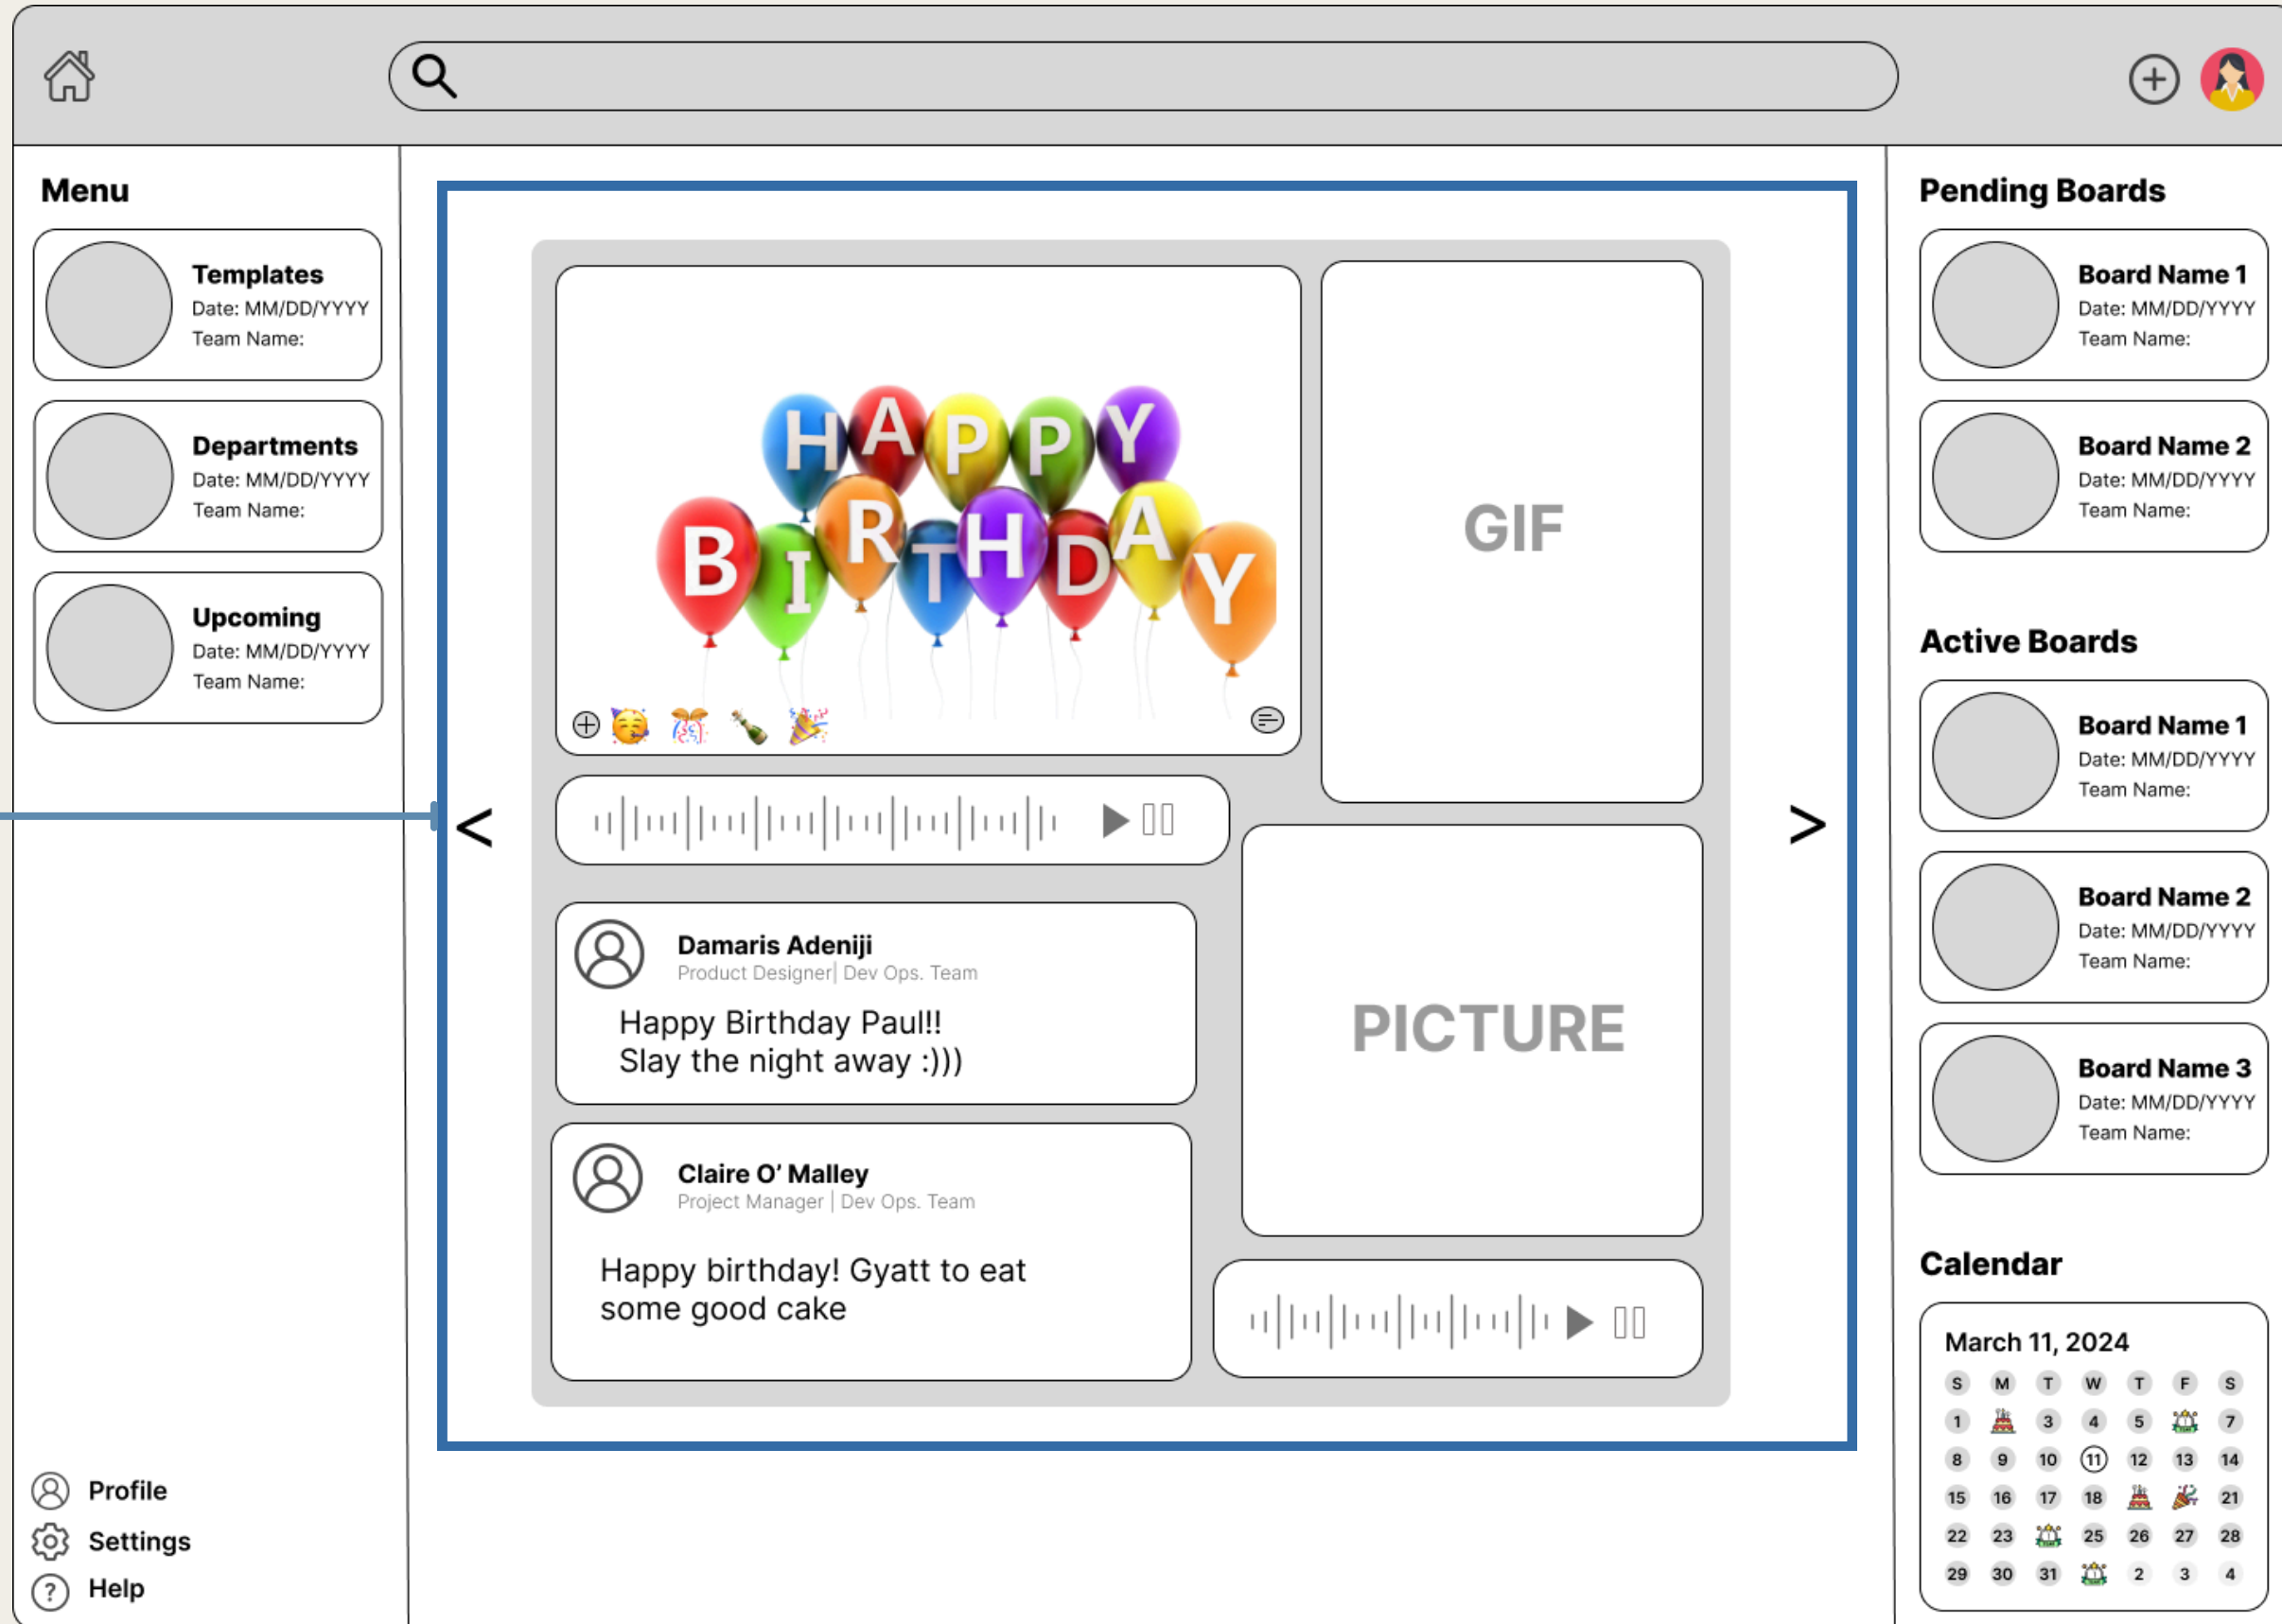 Menu
Templates
Date: MM/DD/YYYY
Team Name:
Departments
Date: MM/DD/YYYY
Team Name:
Upcoming
Date: MM/DD/YYYY
Team Name:
Profile
Settings
? Help
HAPPY
BIRTHDAY
GIF
<
>
Damaris Adeniji
Product Designer| Dev Ops. Team
Happy Birthday Paul!!
Slay the night away :)))
PICTURE
Claire O’ Malley
Project Manager | Dev Ops. Team
Happy birthday! Gyatt to eat
some good cake
Pending Boards
Board Name 1
Date: MM/DD/YYYY
Team Name:
Board Name 2
Date: MM/DD/YYYY
Team Name:
Active Boards
Board Name 1
Date: MM/DD/YYYY
Team Name:
Board Name 2
Date: MM/DD/YYYY
Team Name:
Board Name 3
Date: MM/DD/YYYY
Team Name:
Calendar
March 11, 2024
S M T W T F S
1 3 4 5 7
8 9 10 11 12 13 14
15 16 17 18 21
22 23 25 26 27 28
29 30 31 2 3 4